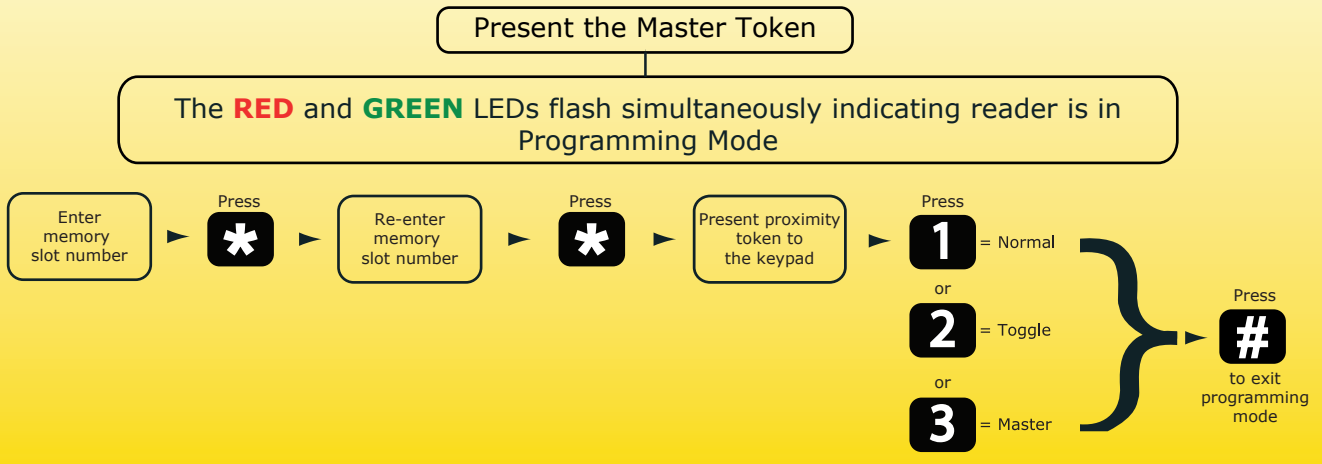 Present the Master Token
The RED and GREEN LEDs flash simultaneously indicating reader is in
Programming Mode
Enter
memory
slot number
Press
*
Re-enter
memory
slot number
Press
*
Present proximity
token to
the keypad
Press
1 = Normal
or
2 = Toggle
or
3 = Master
Press
#
to exit
programming
mode